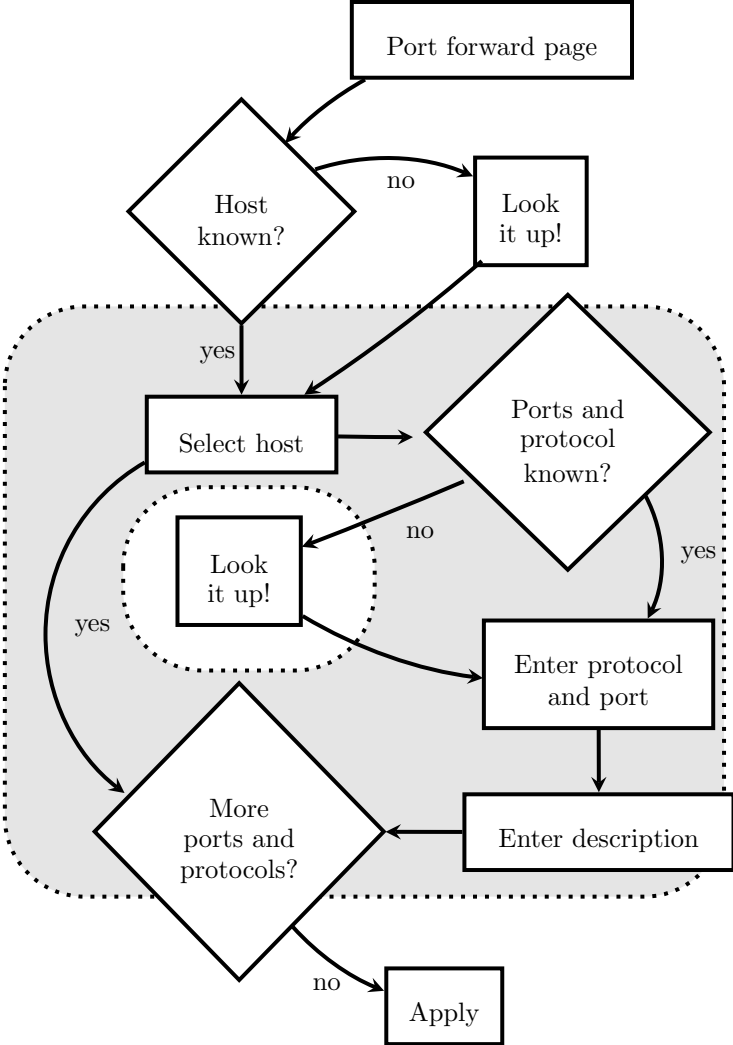 Port forward page
Host
known?
no
Look
it up!
yes
Select host
Ports and
protocol
known?
no
yes
Look
it up!
yes
Enter protocol
and port
More
ports and
protocols?
Enter description
no
Apply